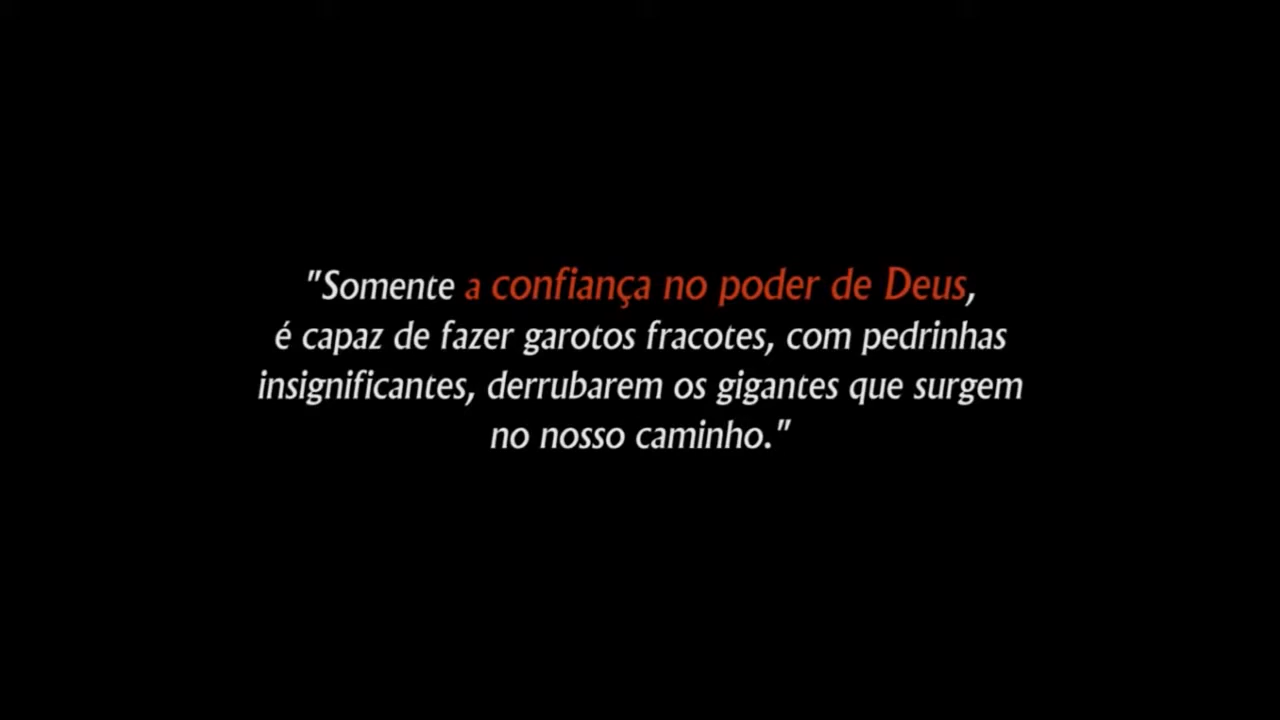 "Somente a confiança no poder de Deus,
é capaz de fazer garotos fracotes, com pedrinhas
insignificantes, derrubarem os gigantes que surgem
no nosso caminho."